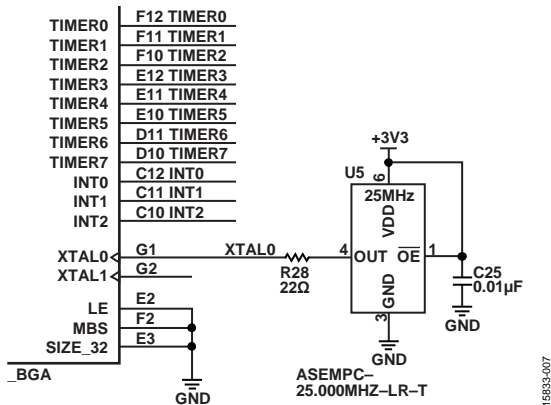 TIMER0 F12 TIMER0
TIMER1 F11 TIMER1
TIMER2 F10 TIMER2
TIMER3 E12 TIMER3
TIMER4 E11 TIMER4
TIMER5 E10 TIMER5
TIMER6 D11 TIMER6
TIMER7 D10 TIMER7
INT0 C12 INT0
INT1 C11 INT1
INT2 C10 INT2
XTAL0 G1 XTAL0
XTAL1 G2
LE E2
MBS F2
SIZE_32 E3
_BGA
GND
R28
22Ω
+3V3
U5
6
25MHz
VDD
4 OUT OE 1
GND
3
GND
C25
0.01µF
GND
ASEMPC–
25.000MHZ–LR–T
15833-007